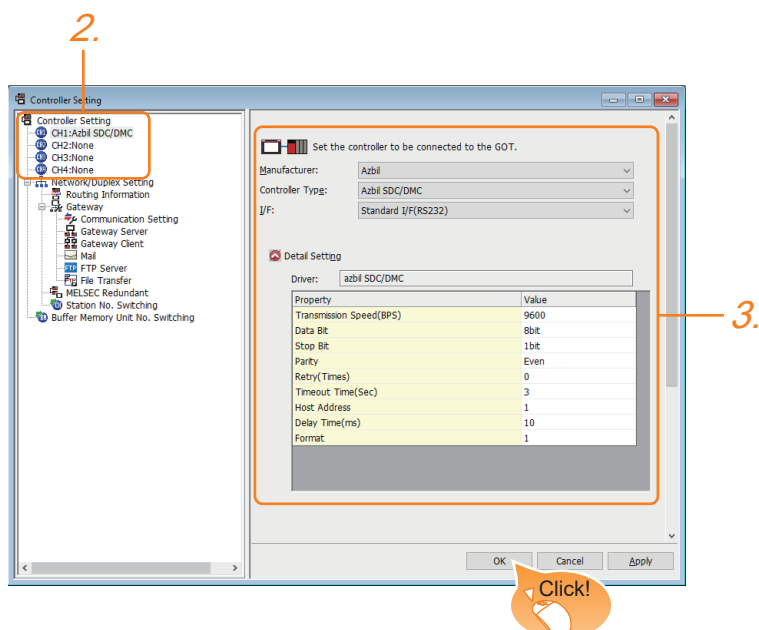 2.
Controller Setting
Controller Setting
CH1:Azbil SDC/DMC
CH2:None
CH3:None
CH4:None
Network/Duplex Setting
Routing Information
Gateway
Communication Setting
Gateway Server
Gateway Client
Mail
FTP FTP Server
File Transfer
MELSEC Redundant
Station No. Switching
Buffer Memory Unit No. Switching
Set the controller to be connected to the GOT.
Manufacturer: Azbil
Controller Type: Azbil SDC/DMC
I/F: Standard I/F(RS232)
Detail Setting
Driver: azbil SDC/DMC
Property Value
Transmission Speed(BPS) 9600
Data Bit 8bit
Stop Bit 1bit
Parity Even
Retry(Times) 0
Timeout Time(Sec) 3
Host Address 1
Delay Time(ms) 10
Format 1
3.
OK Cancel Apply
Click!